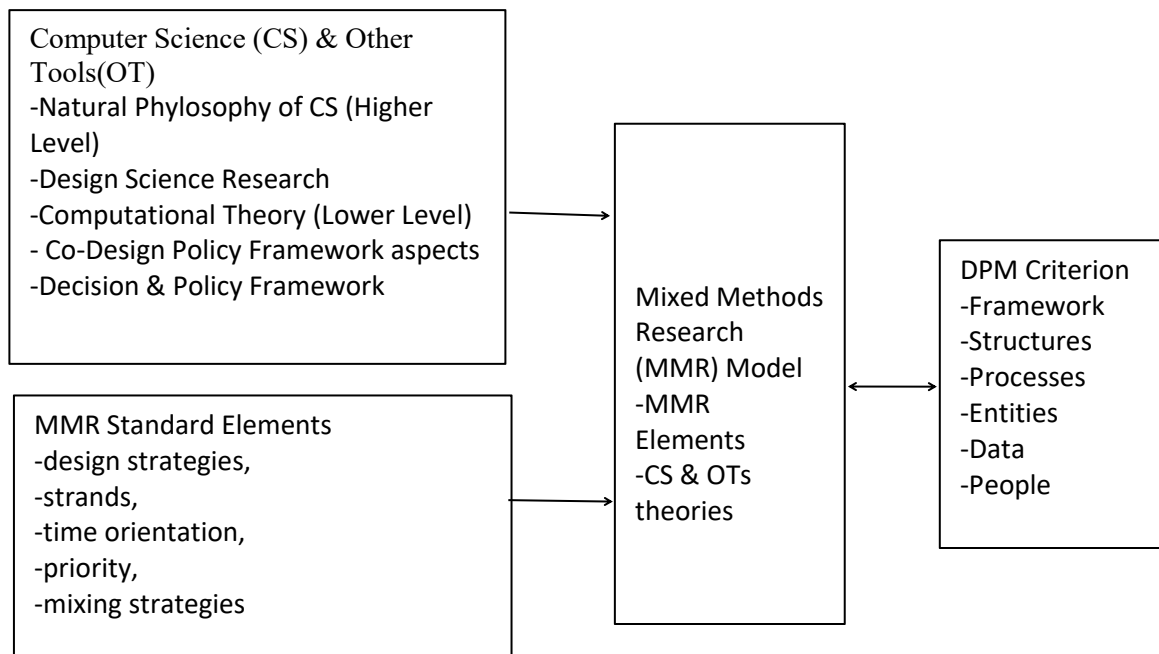 Computer Science (CS) & Other
Tools(OT)
-Natural Phylosophy of CS (Higher
Level)
-Design Science Research
-Computational Theory (Lower Level)
- Co-Design Policy Framework aspects
-Decision & Policy Framework
MMR Standard Elements
-design strategies,
-strands,
-time orientation,
-priority,
-mixing strategies
Mixed Methods
Research
(MMR) Model
-MMR
Elements
-CS & OTs
theories
DPM Criterion
-Framework
-Structures
-Processes
-Entities
-Data
-People